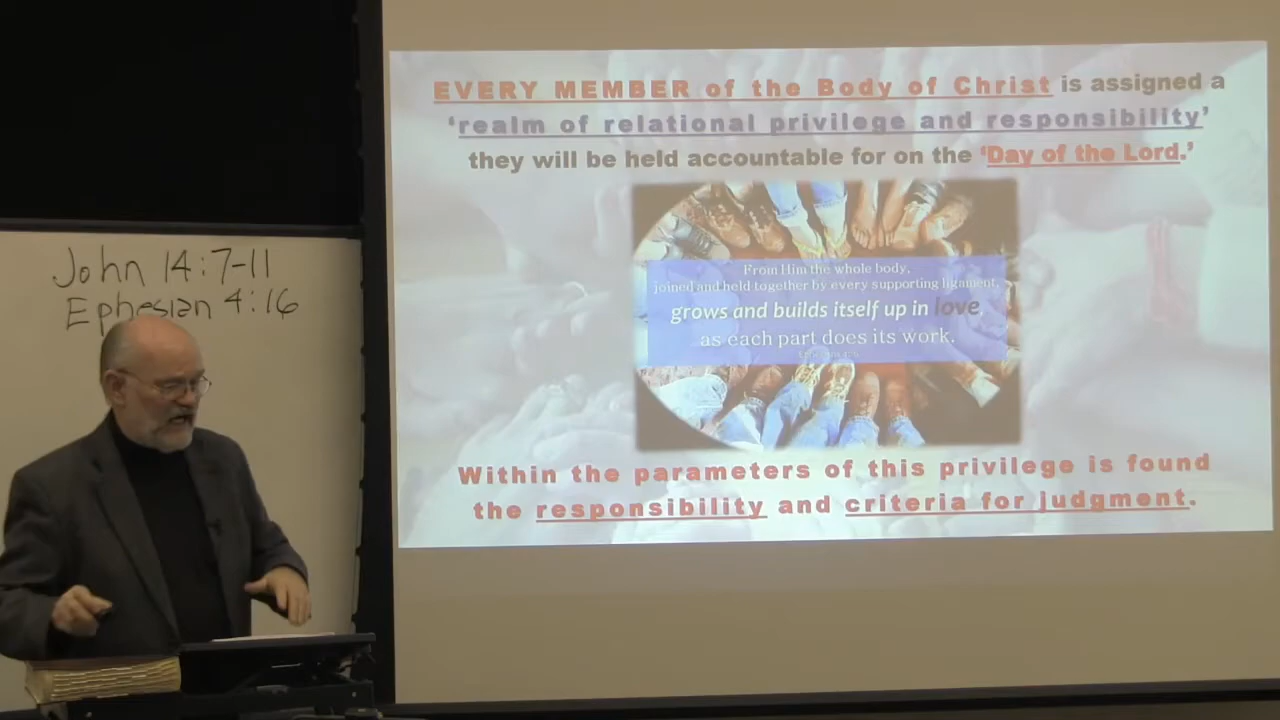 John 14:7-11
Ephesian 4:16
EVERY MEMBER of the Body of Christ is assigned a
‘realm of relational privilege and responsibility’
they will be held accountable for on the ‘Day of the Lord.’
From Him the whole body,
joined and held together by every supporting ligament,
grows and builds itself up in love,
as each part does its work.
Within the parameters of this privilege is found
the responsibility and criteria for judgment.